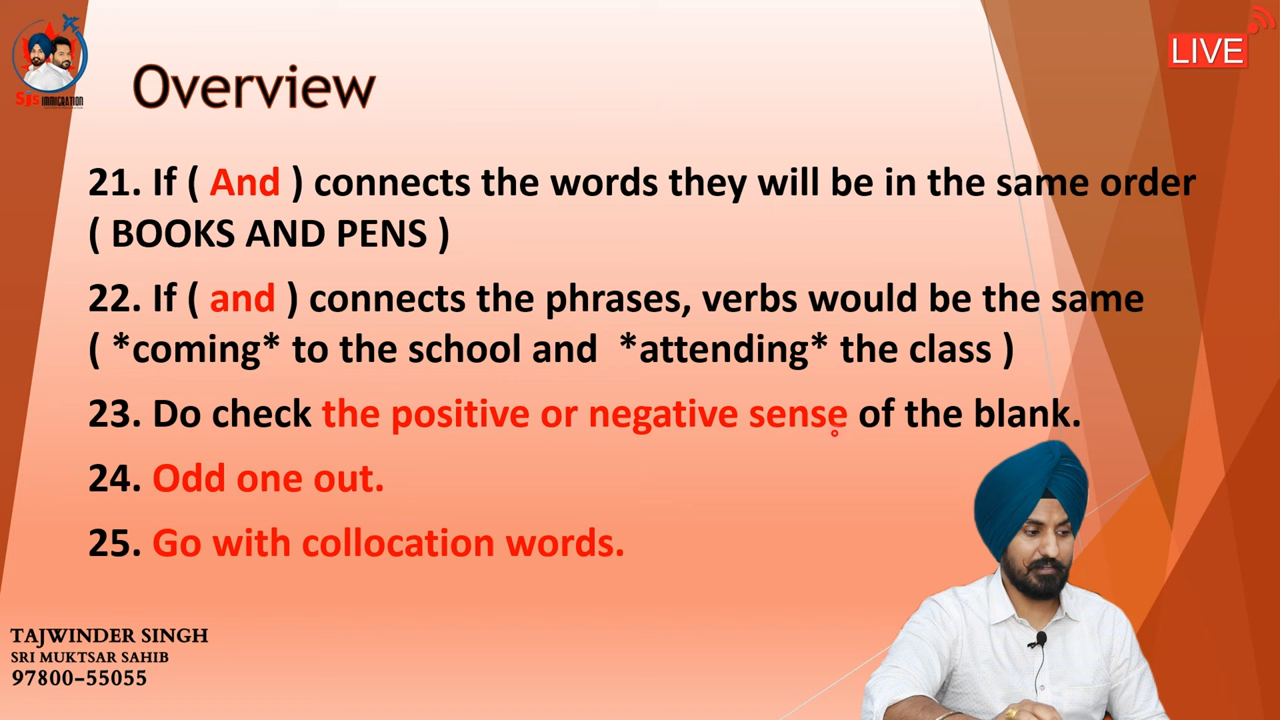 SJS IMMIGRATION
LIVE
Overview
21. If ( And ) connects the words they will be in the same order
( BOOKS AND PENS )
22. If ( and ) connects the phrases, verbs would be the same
( *coming* to the school and *attending* the class )
23. Do check the positive or negative sense of the blank.
24. Odd one out.
25. Go with collocation words.
TAJWINDER SINGH
SRI MUKTSAR SAHIB
97800-55055